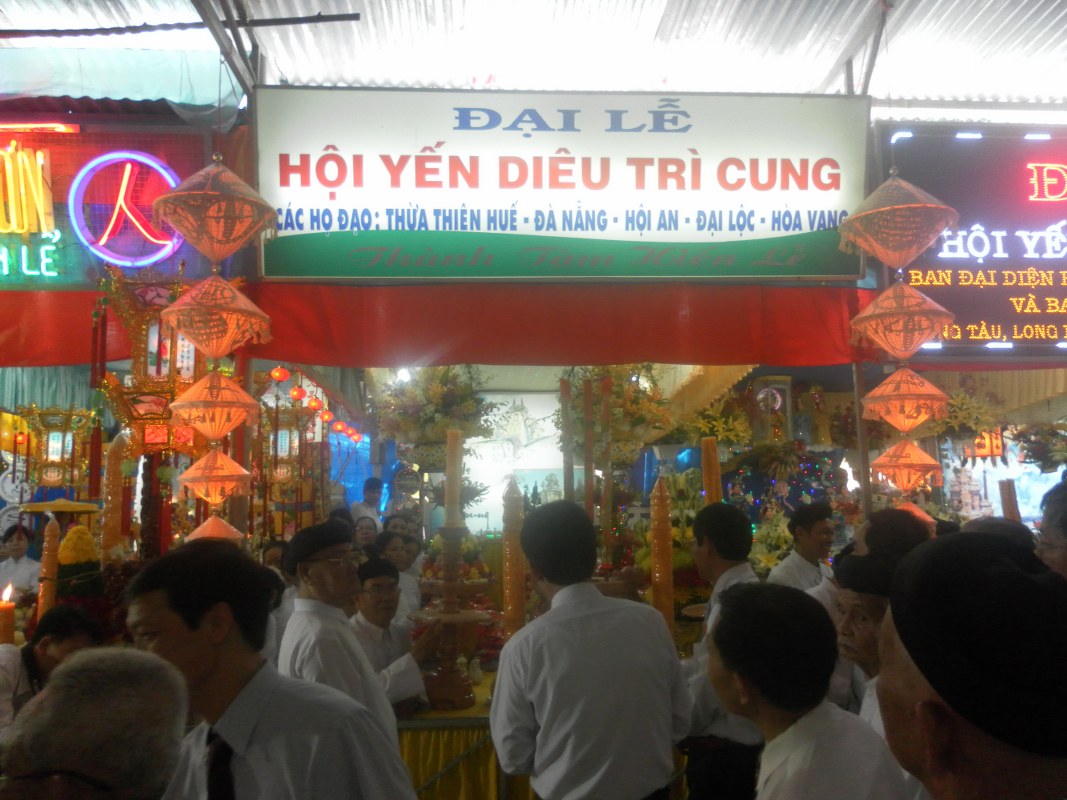 ĐẠI LỄ
HỘI YẾN DIÊU TRÌ CUNG
CÁC HỌ ĐẠO: THỪA THIÊN HUẾ - ĐÀ NẴNG - HỘI AN - ĐẠI LỘC - HÒA VANG
Thành Tâm Hiến Lễ
人
LỄ
HỘI YẾ
BAN ĐẠI DIỆN
VÀ BA
NG TÀU, LONG